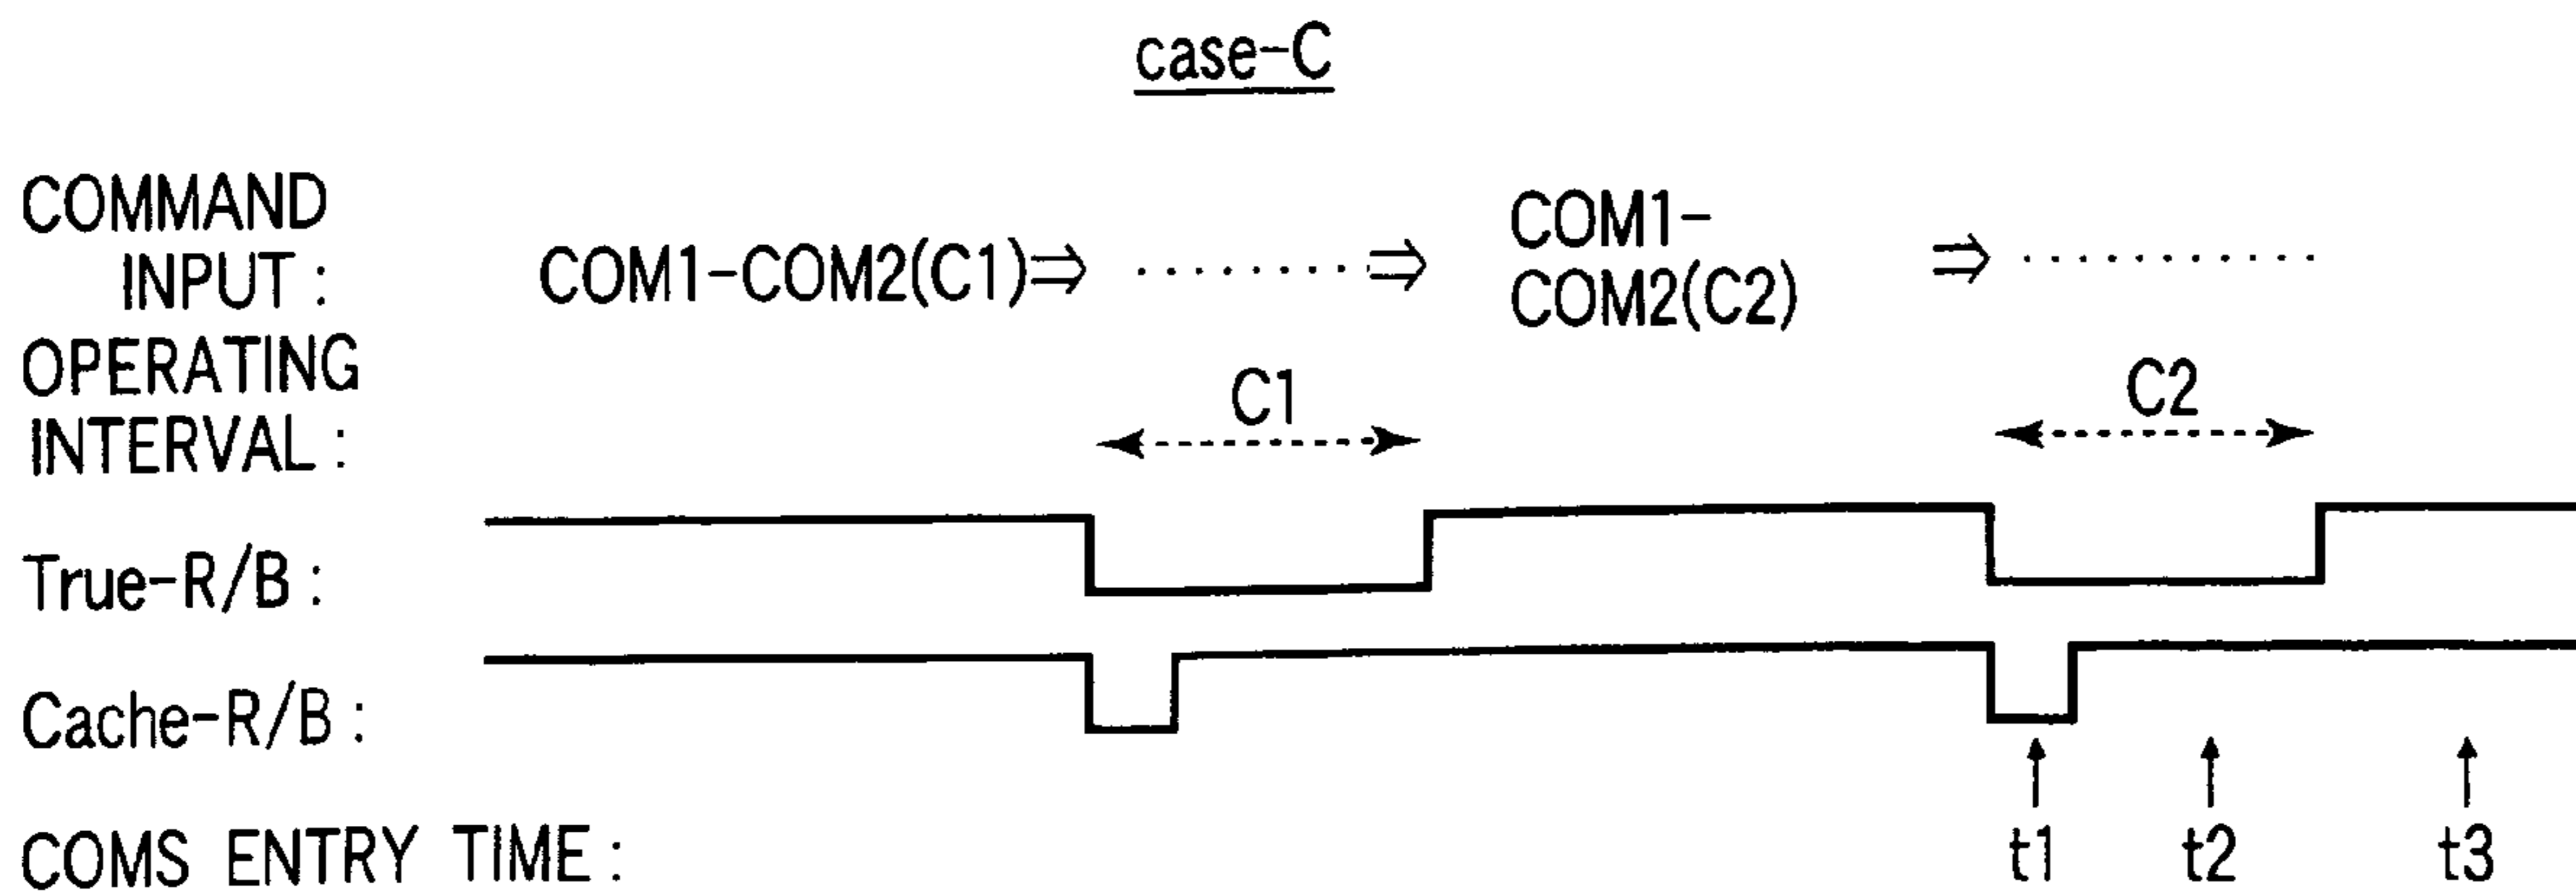 case-C
COMMAND
INPUT :
COM1-COM2(C1)⇒ ·········⇒ COM1-
COM2(C2) ⇒ ··········
OPERATING
INTERVAL :
C1
C2
True-R/B :
Cache-R/B :
COMS ENTRY TIME :
t1 t2 t3